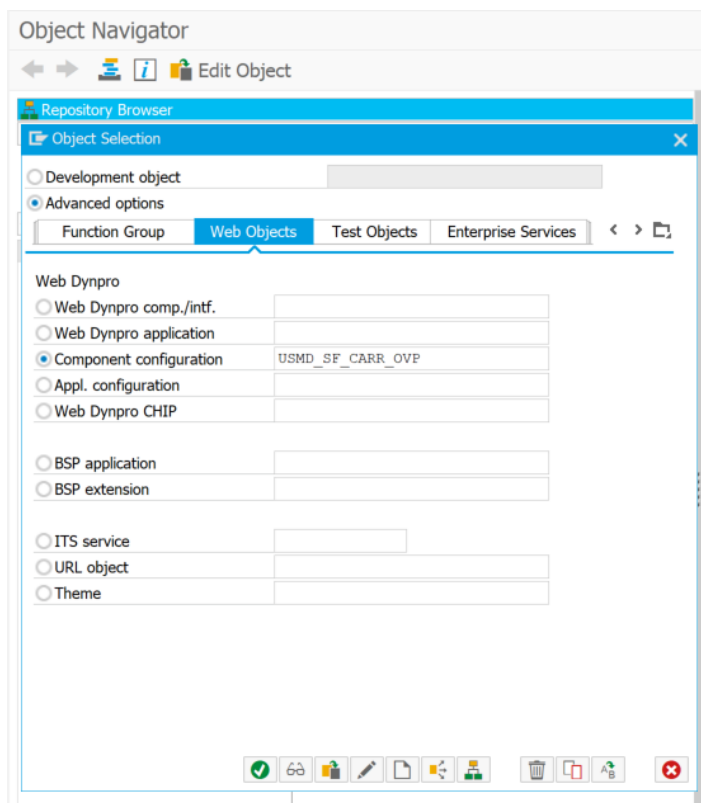 Object Navigator
Edit Object
Repository Browser
Object Selection
Development object
Advanced options
Function Group Web Objects Test Objects Enterprise Services
Web Dynpro
Web Dynpro comp./intf.
Web Dynpro application
Component configuration USMD_SF_CARR_OVP
Appl. configuration
Web Dynpro CHIP
BSP application
BSP extension
ITS service
URL object
Theme